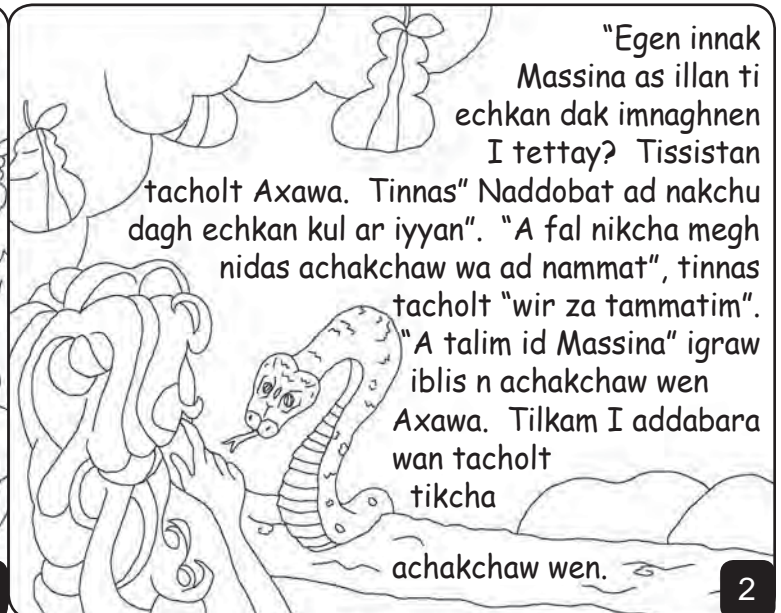 “Egen innak
Massina as illan ti
echkan dak imnaghnen
I tettay? Tissistan
tacholt Axawa. Tinnas” Naddobat ad nakchu
dagh echkan kul ar iyyan”. “A fal nikcha megh
nidas achakchaw wa ad nammat”, tinnas
tacholt “wir za tammatim”.
“A talim id Massina” igraw
iblis n achakchaw wen
Axawa. Tilkam I addabara
wan tacholt
tikcha
achakchaw wen.
2